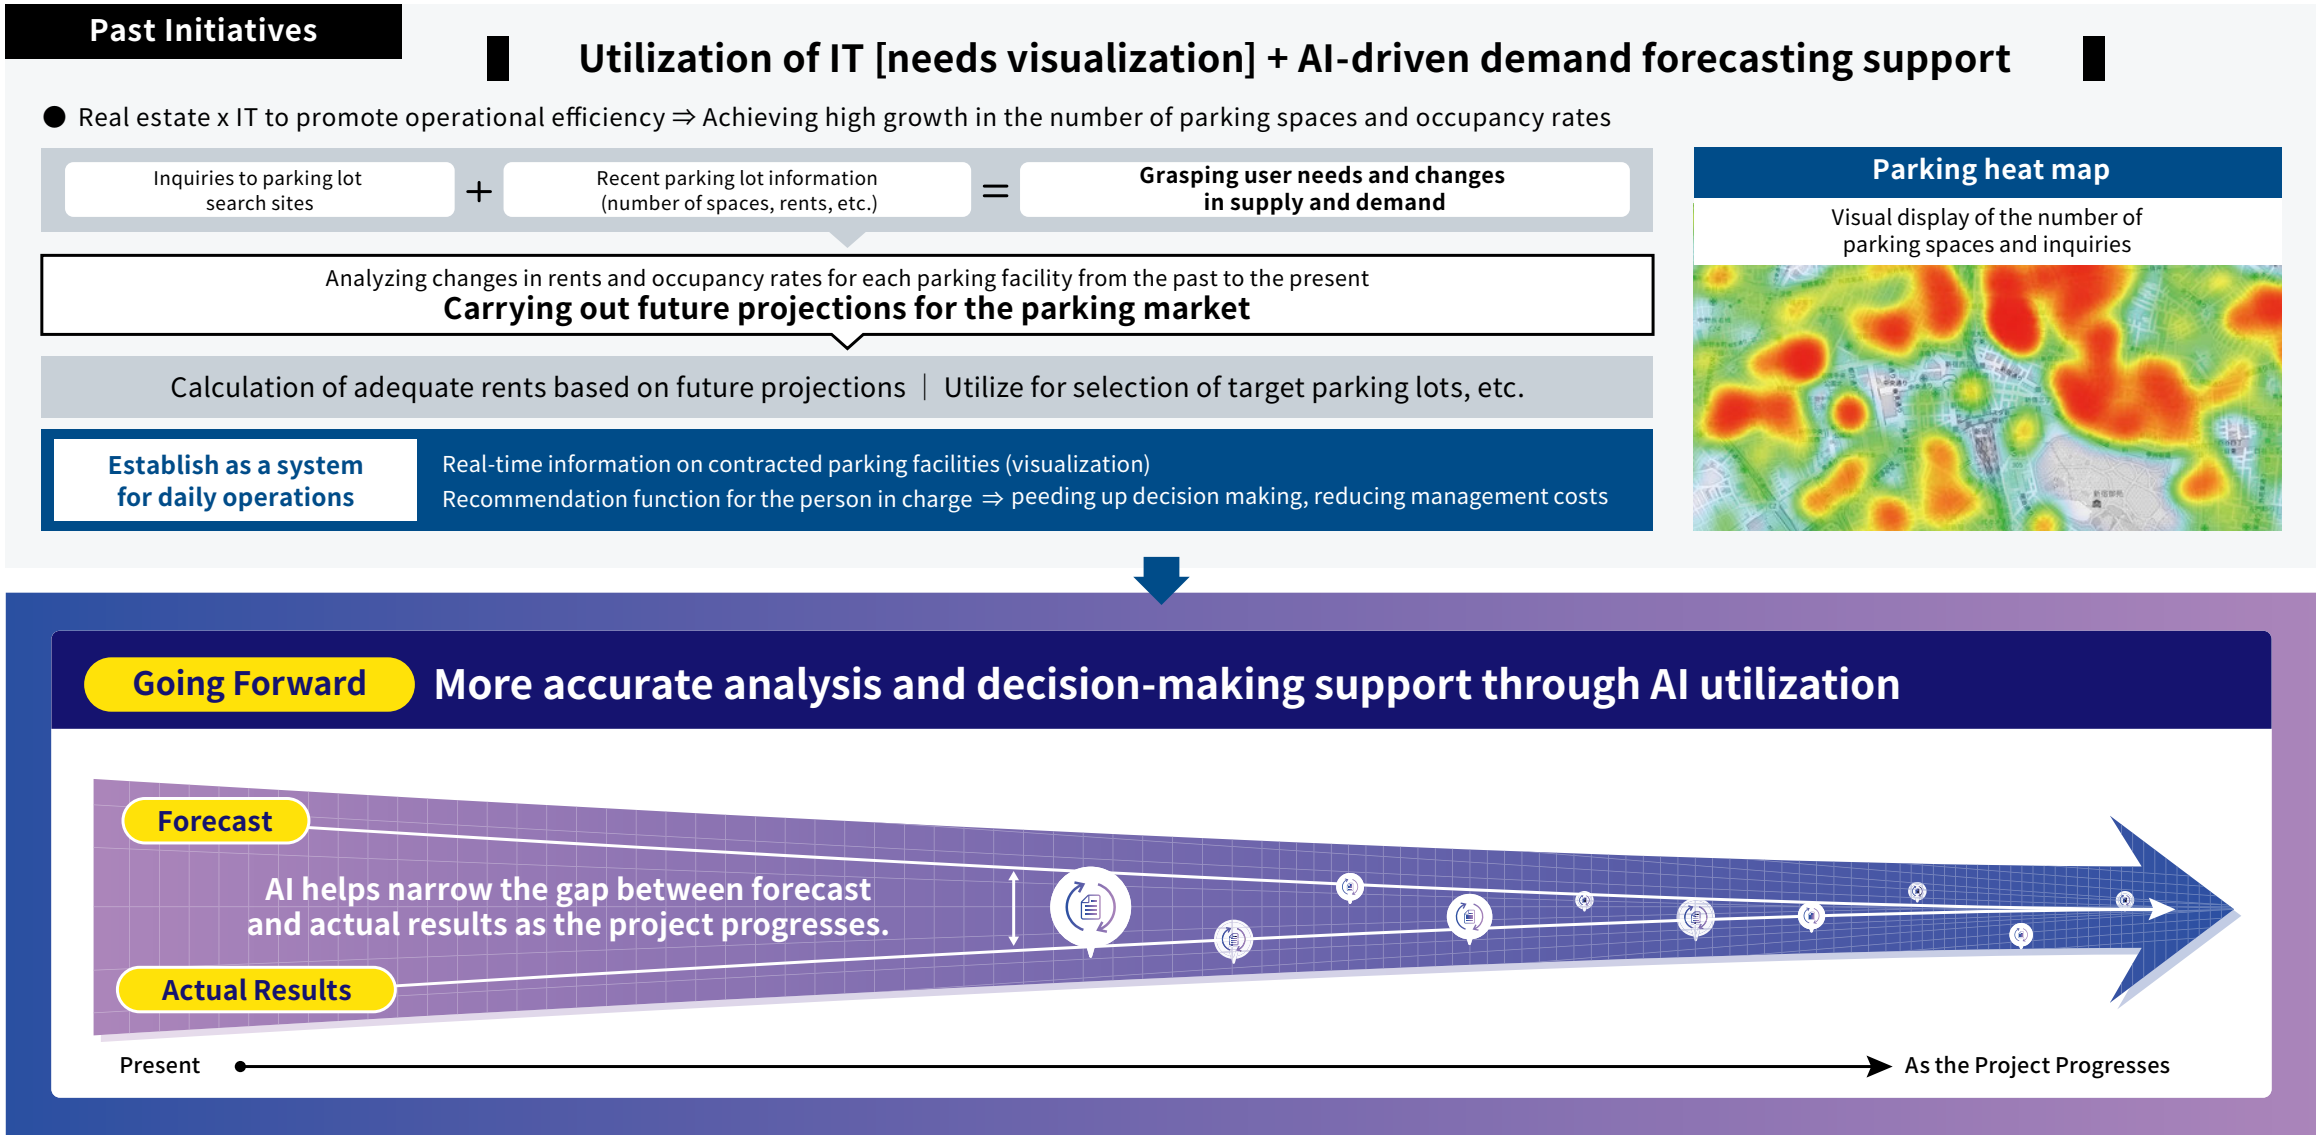 Past Initiatives
Utilization of IT [needs visualization] + AI-driven demand forecasting support
● Real estate x IT to promote operational efficiency ⇒ Achieving high growth in the number of parking spaces and occupancy rates
Inquiries to parking lot
search sites
+
Recent parking lot information
(number of spaces, rents, etc.)
=
Grasping user needs and changes
in supply and demand
Analyzing changes in rents and occupancy rates for each parking facility from the past to the present
Carrying out future projections for the parking market
Calculation of adequate rents based on future projections | Utilize for selection of target parking lots, etc.
Establish as a system
for daily operations
Real-time information on contracted parking facilities (visualization)
Recommendation function for the person in charge ⇒ peeding up decision making, reducing management costs
Parking heat map
Visual display of the number of
parking spaces and inquiries
新宿御苑
Going Forward
More accurate analysis and decision-making support through AI utilization
Forecast
AI helps narrow the gap between forecast
and actual results as the project progresses.
Actual Results
Present
As the Project Progresses